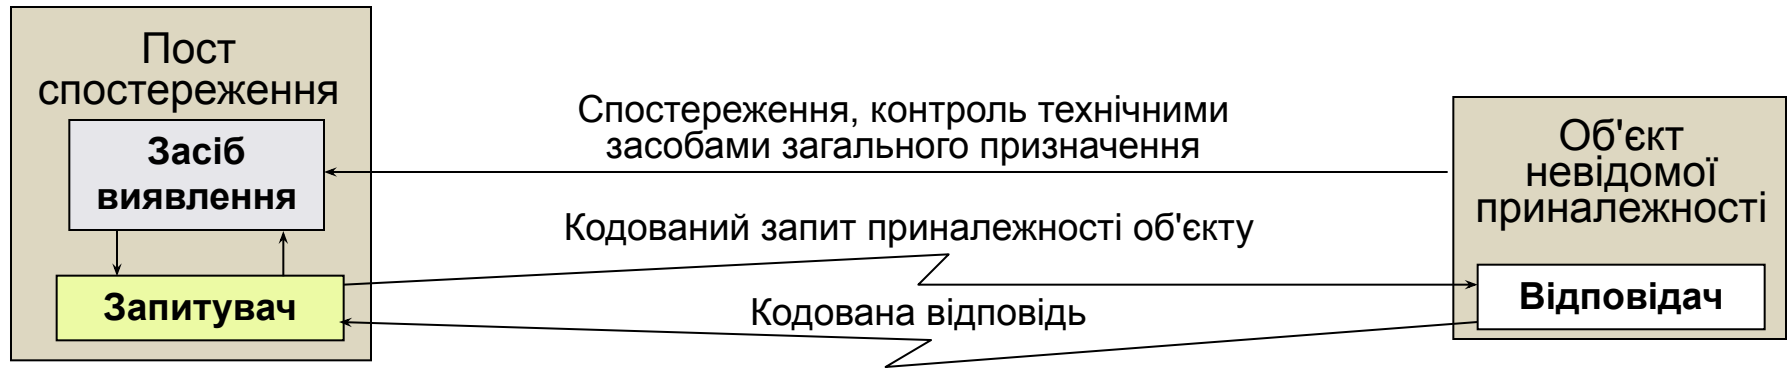 Пост
спостереження
Засіб
виявлення
Запитувач
Спостереження, контроль технічними
засобами загального призначення
Кодований запит приналежності об'єкту
Кодована відповідь
Об'єкт
невідомої
приналежності
Відповідач